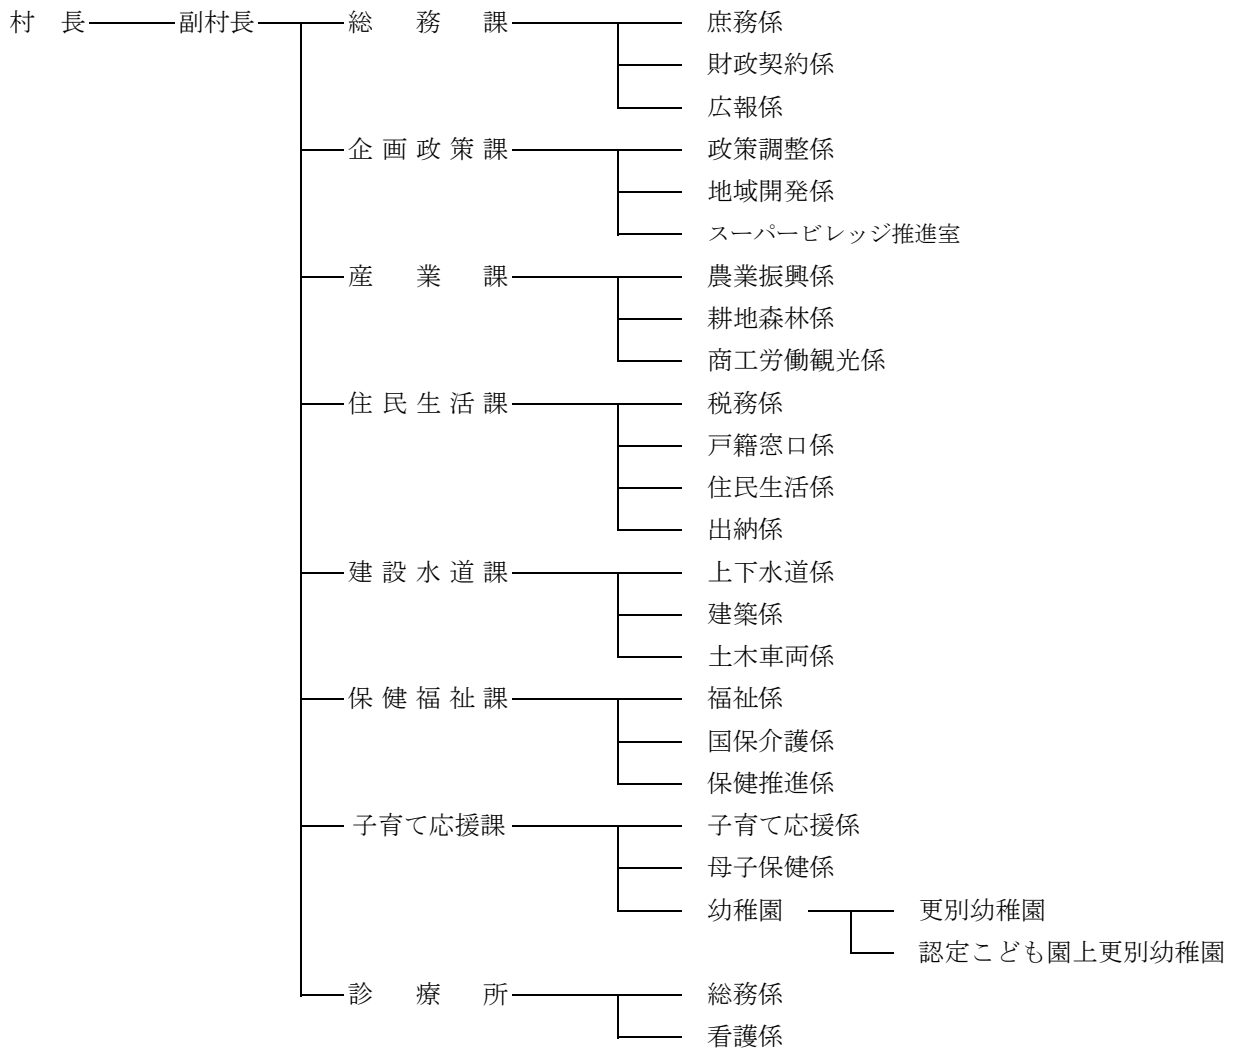 村　長 副村長 総　務　課 庶務係
財政契約係
広報係
企画政策課 政策調整係
地域開発係
スーパービレッジ推進室
産　業　課 農業振興係
耕地森林係
商工労働観光係
住民生活課 税務係
戸籍窓口係
住民生活係
出納係
建設水道課 上下水道係
建築係
土木車両係
保健福祉課 福祉係
国保介護係
保健推進係
子育て応援課 子育て応援係
母子保健係
幼稚園 更別幼稚園
認定こども園上更別幼稚園
診　療　所 総務係
看護係